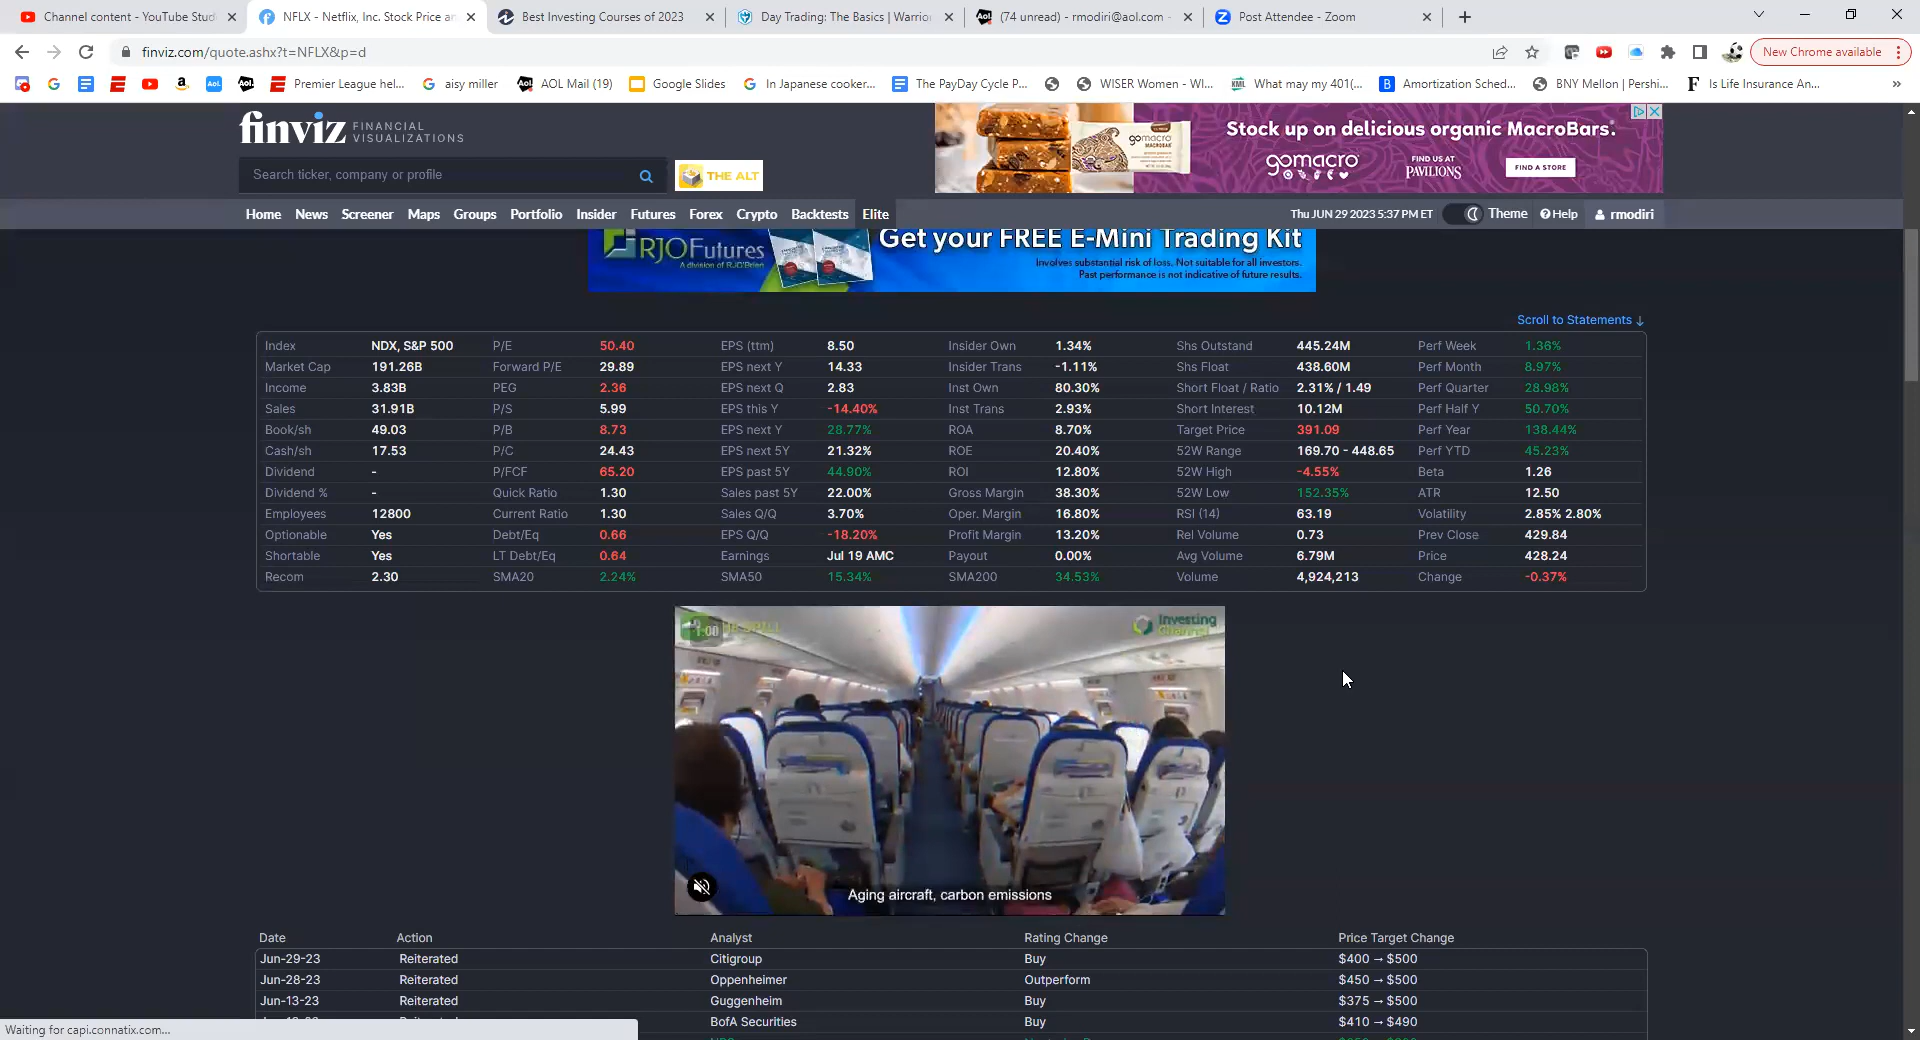 Channel content - YouTube Stud
NFLX - Netflix, Inc. Stock Price an
Best Investing Courses of 2023
Day Trading: The Basics | Warrior
(74 unread) - rmodiri@aol.com -
Post Attendee - Zoom
finviz.com/quote.ashx?t=NFLX&p=d
New Chrome available
Premier League hel...
aisy miller
AOL Mail (19)
Google Slides
In Japanese cooker...
The PayDay Cycle P...
WISER Women - WI...
What may my 401(...
Amortization Sched...
BNY Mellon | Pershi...
Is Life Insurance An...
finviz FINANCIAL VISUALIZATIONS
Stock up on delicious organic MacroBars.
gomacro
FIND US AT
PAVILIONS
FIND A STORE
Search ticker, company or profile
THE ALT
Home News Screener Maps Groups Portfolio Insider Futures Forex Crypto Backtests Elite
Thu JUN 29 2023 5:37 PM ET Theme Help rmodiri
RJOFutures
A division of RJO'Brien
Get your FREE E-Mini Trading Kit
Involves substantial risk of loss. Not suitable for all investors.
Past performance is not indicative of future results.
Scroll to Statements ↓
Index NDX, S&P 500 P/E 50.40 EPS (ttm) 8.50 Insider Own 1.34% Shs Outstand 445.24M Perf Week 1.36%
Market Cap 191.26B Forward P/E 29.89 EPS next Y 14.33 Insider Trans -1.11% Shs Float 438.60M Perf Month 8.97%
Income 3.83B PEG 2.36 EPS next Q 2.83 Inst Own 80.30% Short Float / Ratio 2.31% / 1.49 Perf Quarter 28.98%
Sales 31.91B P/S 5.99 EPS this Y -14.40% Inst Trans 2.93% Short Interest 10.12M Perf Half Y 50.70%
Book/sh 49.03 P/B 8.73 EPS next Y 28.77% ROA 8.70% Target Price 391.09 Perf Year 138.44%
Cash/sh 17.53 P/C 24.43 EPS next 5Y 21.32% ROE 20.40% 52W Range 169.70 - 448.65 Perf YTD 45.23%
Dividend - P/FCF 65.20 EPS past 5Y 44.90% ROI 12.80% 52W High -4.55% Beta 1.26
Dividend % - Quick Ratio 1.30 Sales past 5Y 22.00% Gross Margin 38.30% 52W Low 152.35% ATR 12.50
Employees 12800 Current Ratio 1.30 Sales Q/Q 3.70% Oper. Margin 16.80% RSI (14) 63.19 Volatility 2.85% 2.80%
Optionable Yes Debt/Eq 0.66 EPS Q/Q -18.20% Profit Margin 13.20% Rel Volume 0.73 Prev Close 429.84
Shortable Yes LT Debt/Eq 0.64 Earnings Jul 19 AMC Payout 0.00% Avg Volume 6.79M Price 428.24
Recom 2.30 SMA20 2.24% SMA50 15.34% SMA200 34.53% Volume 4,924,213 Change -0.37%
1:00
Investing Channel
Aging aircraft, carbon emissions
Date Action Analyst Rating Change Price Target Change
Jun-29-23 Reiterated Citigroup Buy $400 → $500
Jun-28-23 Reiterated Oppenheimer Outperform $450 → $500
Jun-13-23 Reiterated Guggenheim Buy $375 → $500
BofA Securities Buy $410 → $490
Waiting for capi.connatix.com...